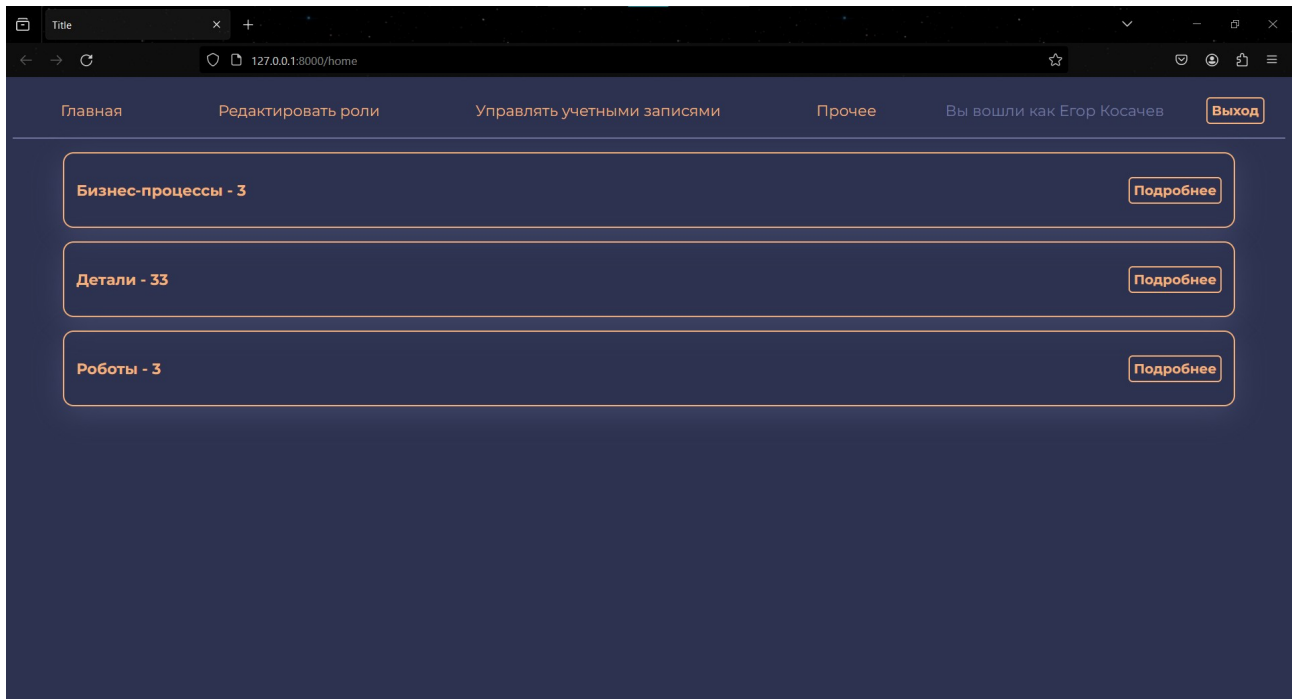 Title
127.0.0.1:8000/home
Главная Редактировать роли Управлять учетными записями Прочее Вы вошли как Егор Косачев Выход
Бизнес-процессы - 3 Подробнее
Детали - 33 Подробнее
Роботы - 3 Подробнее